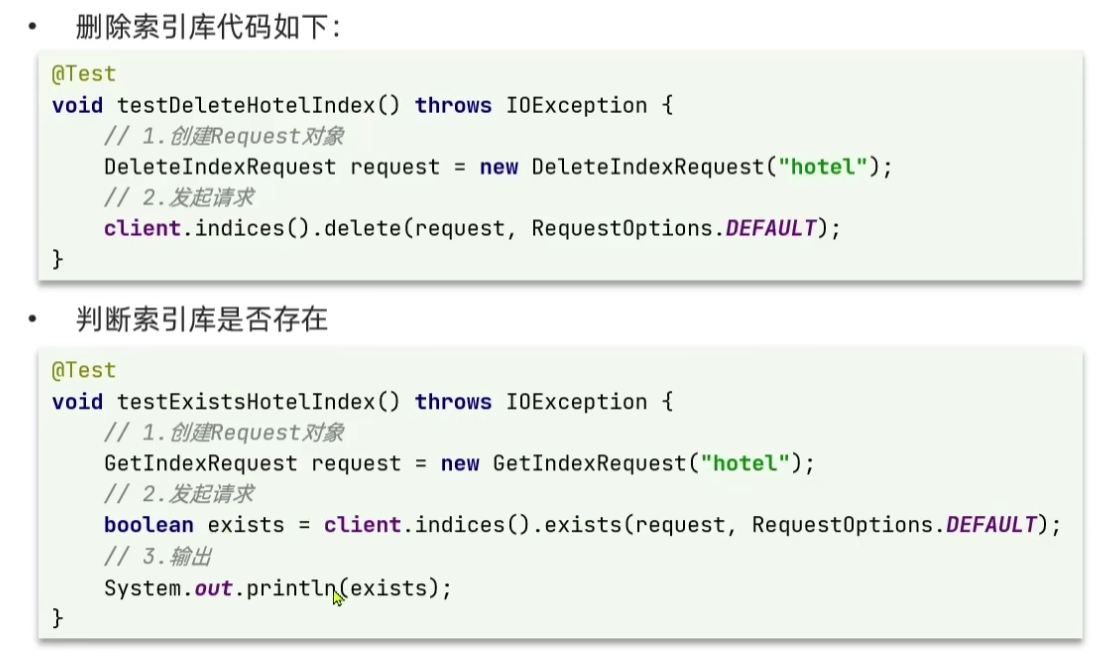 • 删除索引库代码如下：
@Test
void testDeleteHotelIndex() throws IOException {
    // 1.创建Request对象
    DeleteIndexRequest request = new DeleteIndexRequest("hotel");
    // 2.发起请求
    client.indices().delete(request, RequestOptions.DEFAULT);
}
• 判断索引库是否存在
@Test
void testExistsHotelIndex() throws IOException {
    // 1.创建Request对象
    GetIndexRequest request = new GetIndexRequest("hotel");
    // 2.发起请求
    boolean exists = client.indices().exists(request, RequestOptions.DEFAULT);
    // 3.输出
    System.out.println(exists);
}